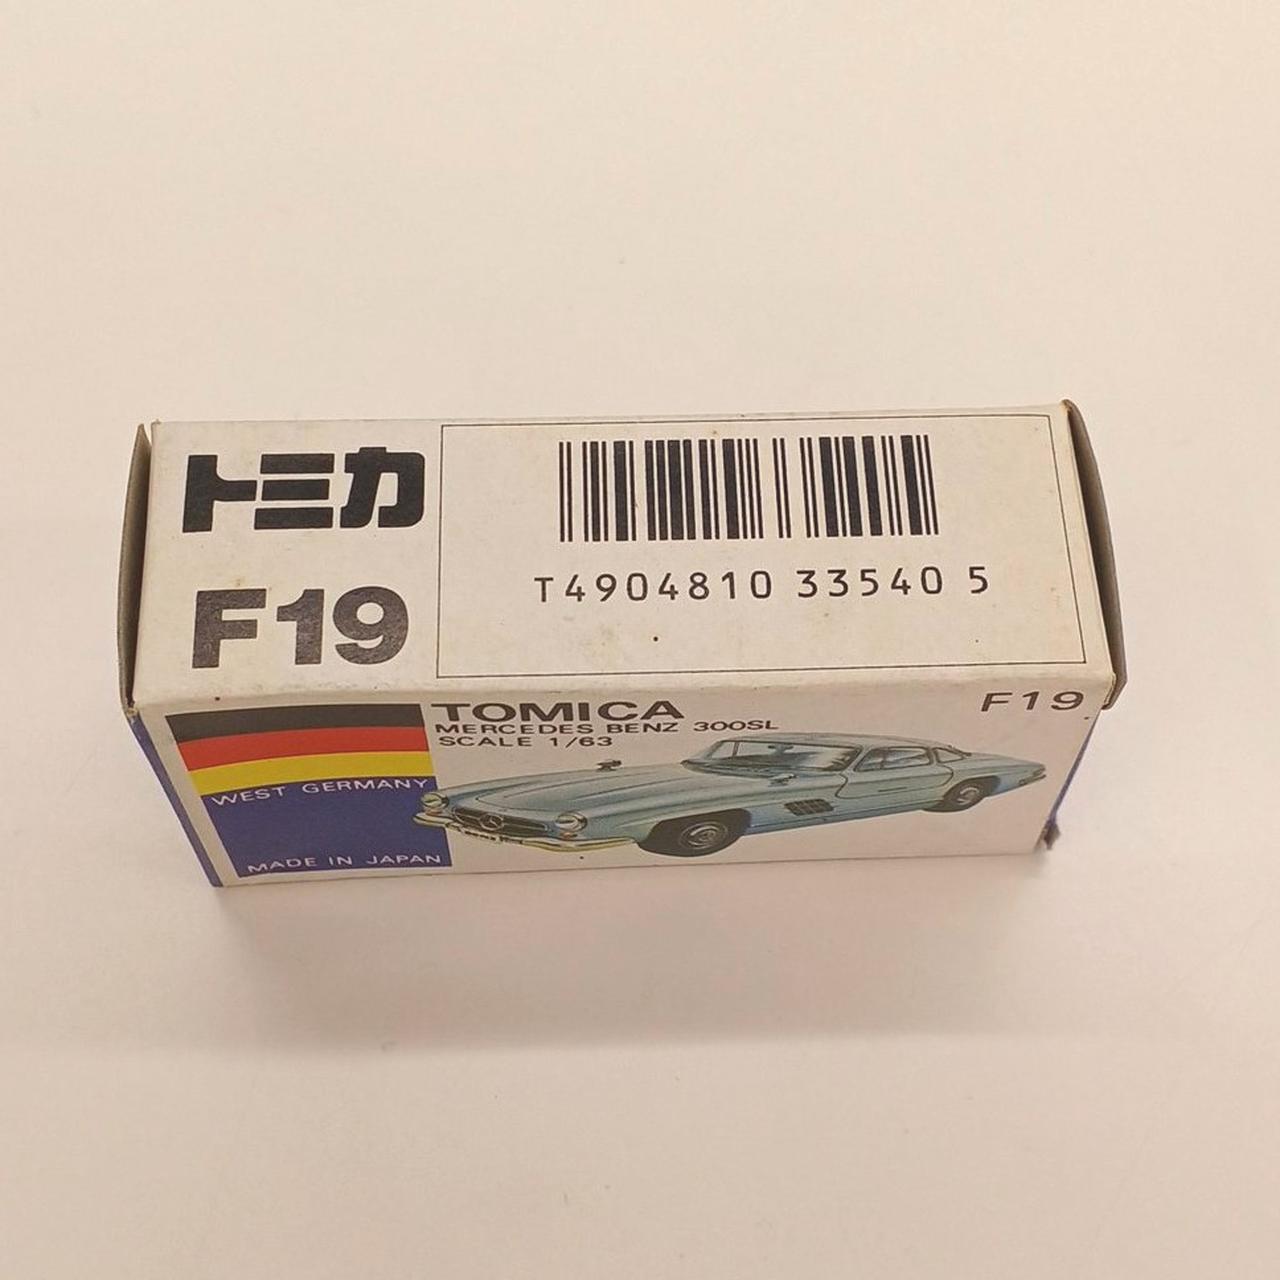 トミカ
F19
T4904810 33540 5
TOMICA
MERCEDES BENZ 300SL
SCALE 1/63
F19
WEST GERMANY
MADE IN JAPAN